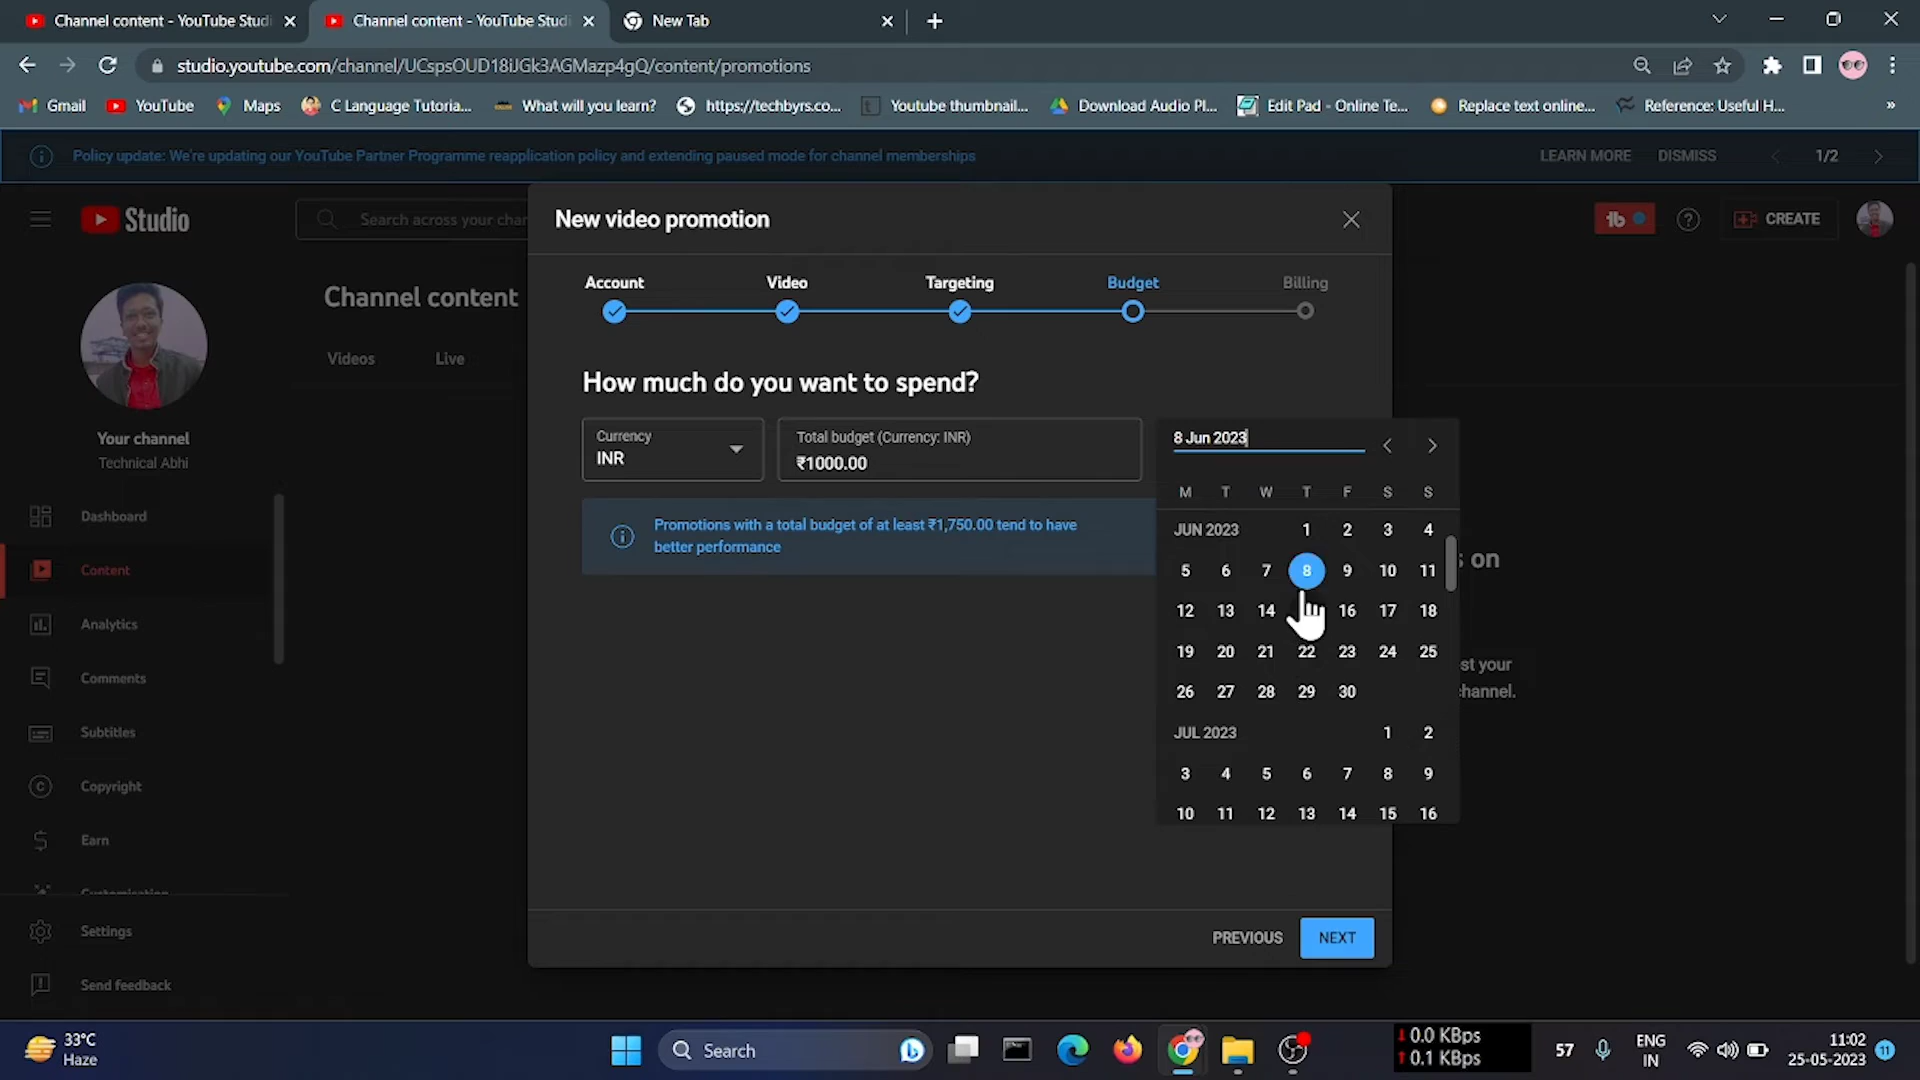 Channel content - YouTube Studi
Channel content - YouTube Studi
New Tab
studio.youtube.com/channel/UCspsOUD18iJGk3AGMazp4gQ/content/promotions
Gmail
YouTube
Maps
C Language Tutoria...
What will you learn?
https://techbyrs.co...
Youtube thumbnail...
Download Audio Pl...
Edit Pad - Online Te...
Replace text online...
Reference: Useful H...
»
Policy update: We're updating our YouTube Partner Programme reapplication policy and extending paused mode for channel memberships
LEARN MORE
DISMISS
1/2
Studio
Search across your chan
CREATE
Your channel
Technical Abhi
Dashboard
Content
Analytics
Comments
Subtitles
Copyright
Earn
Customisation
Settings
Send feedback
Channel content
Videos
Live
New video promotion
Account
Video
Targeting
Budget
Billing
How much do you want to spend?
Currency
INR
Total budget (Currency: INR)
₹1000.00
Promotions with a total budget of at least ₹1,750.00 tend to have
better performance
8 Jun 2023
M T W T F S S
JUN 2023 1 2 3 4
5 6 7 8 9 10 11
12 13 14 16 17 18
19 20 21 22 23 24 25
26 27 28 29 30
JUL 2023 1 2
3 4 5 6 7 8 9
10 11 12 13 14 15 16
s on
st your
hannel.
PREVIOUS
NEXT
33°C
Haze
Search
0.0 KBps
0.1 KBps
57
ENG
IN
11:02
25-05-2023
11